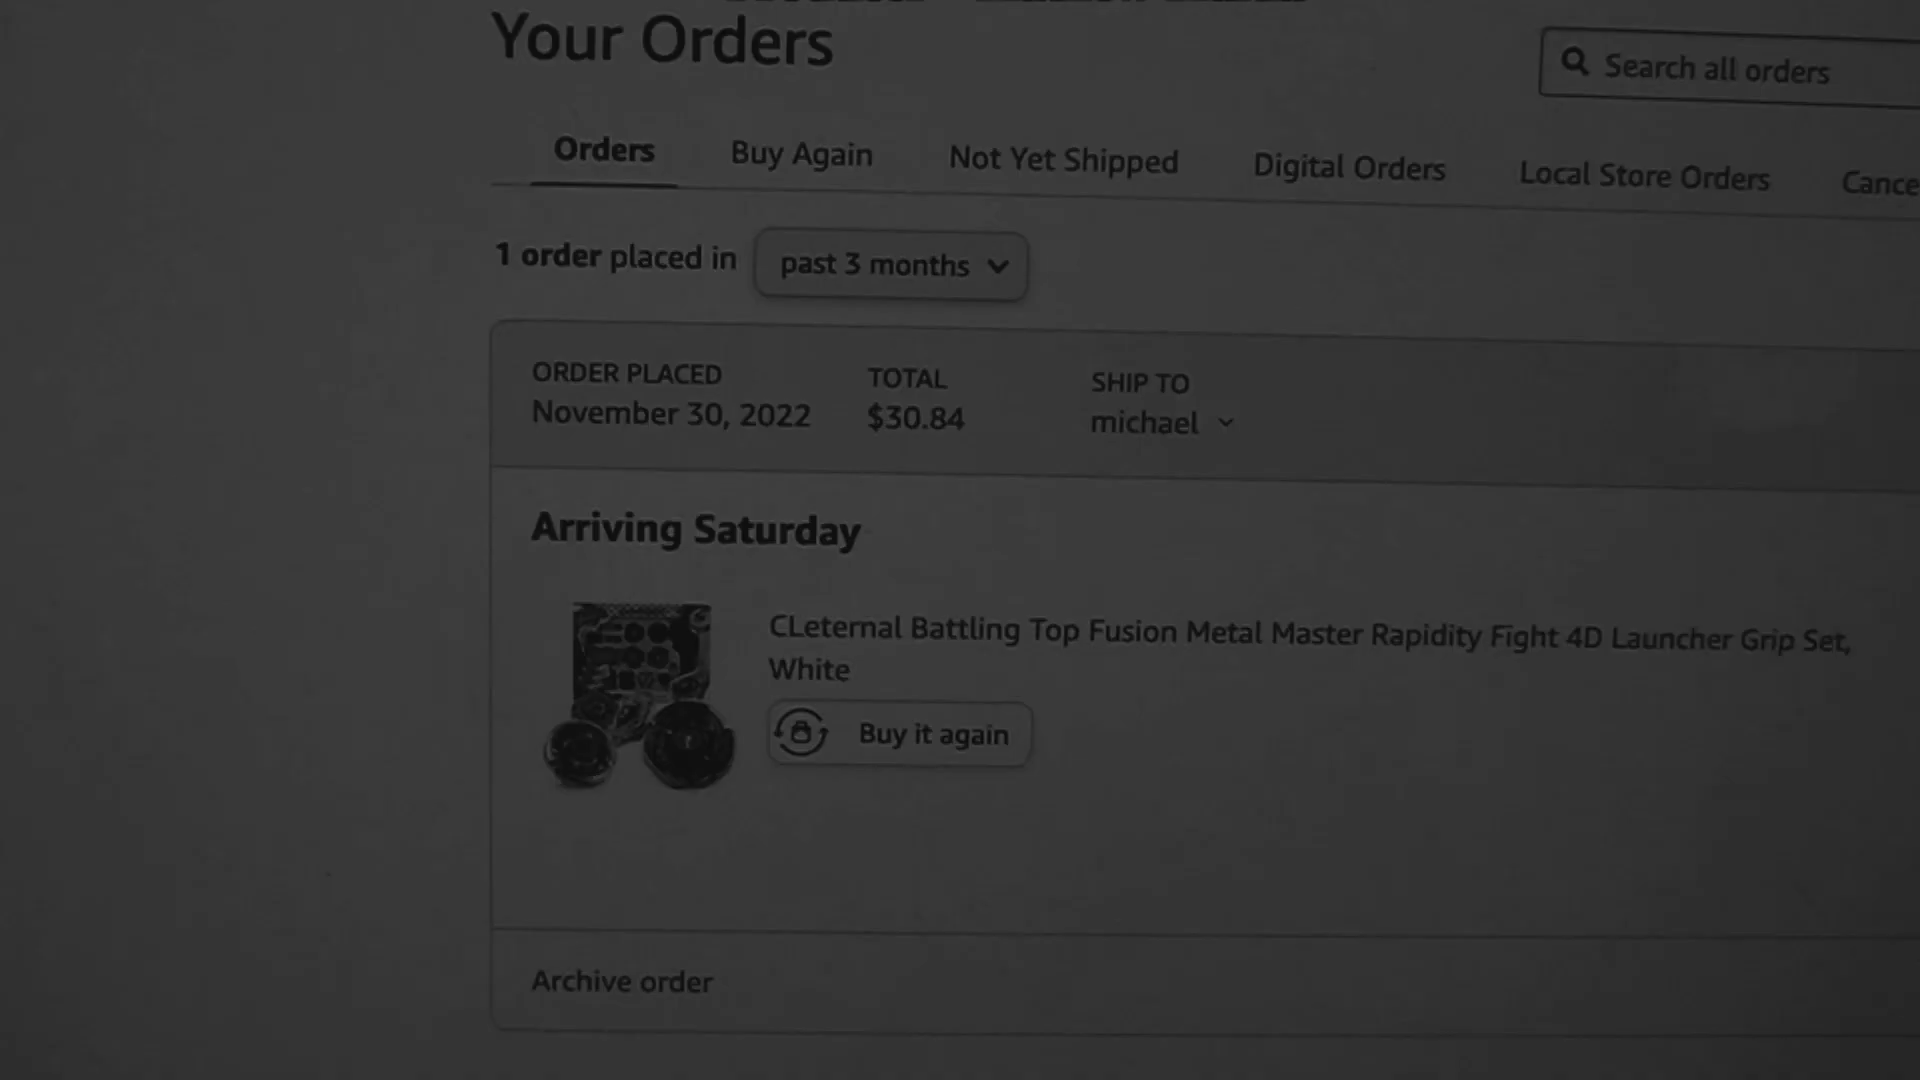 Your Orders
Search all orders
Orders
Buy Again
Not Yet Shipped
Digital Orders
Local Store Orders
1 order placed in
past 3 months
ORDER PLACED
TOTAL
SHIP TO
November 30, 2022
$30.84
michael
Arriving Saturday
CLeternal Battling Top Fusion Metal Master Rapidity Fight 4D Launcher Grip Set,
White
Buy it again
Archive order